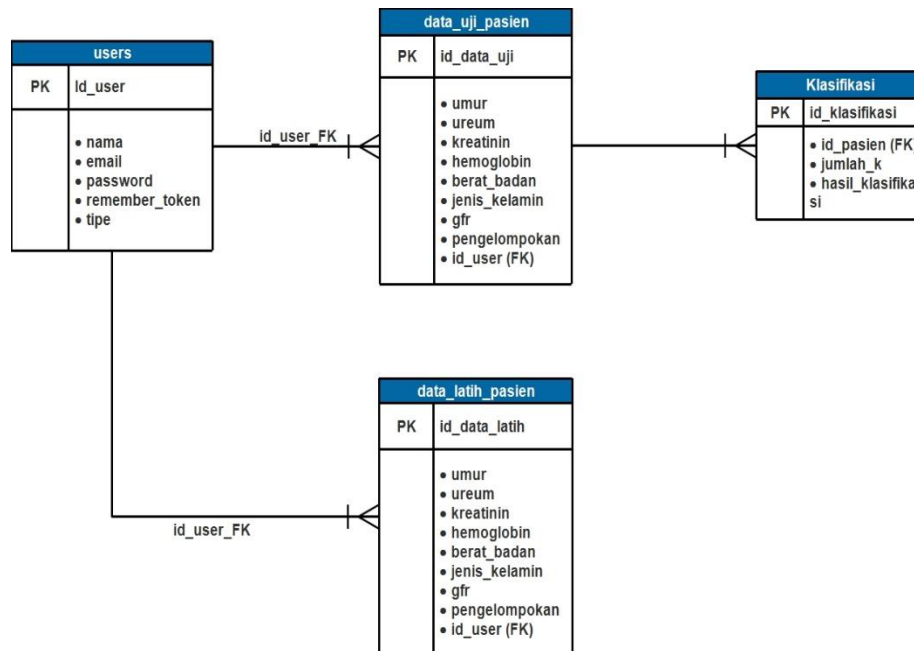 users
PK Id_user
• nama
• email
• password
• remember_token
• tipe
id_user_FK
data_uji_pasien
PK id_data_uji
• umur
• ureum
• kreatinin
• hemoglobin
• berat_badan
• jenis_kelamin
• gfr
• pengelompokan
• id_user (FK)
Klasifikasi
PK id_klasifikasi
• id_pasien (FK)
• jumlah_k
• hasil_klasifika
si
id_user_FK
data_latih_pasien
PK id_data_latih
• umur
• ureum
• kreatinin
• hemoglobin
• berat_badan
• jenis_kelamin
• gfr
• pengelompokan
• id_user (FK)